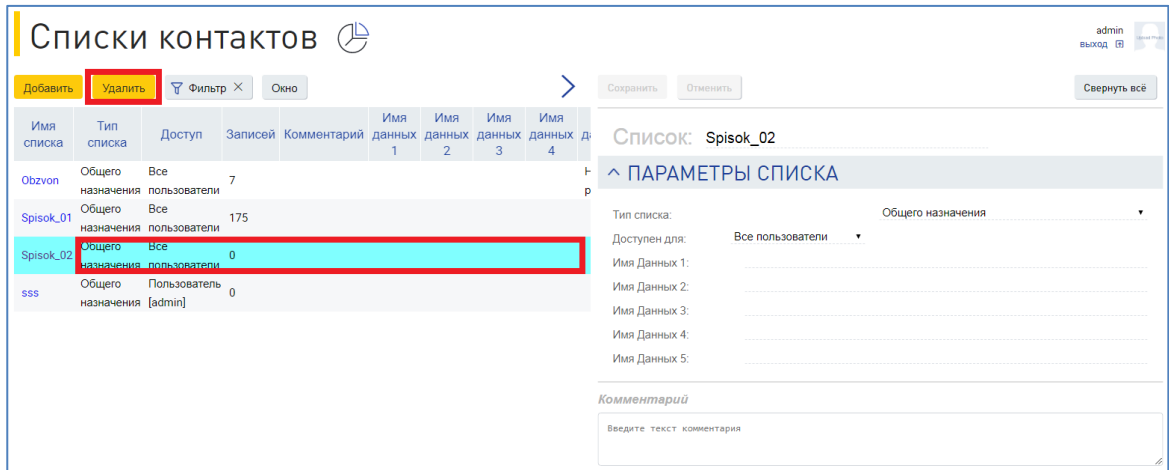 Списки контактов
admin
выход
Добавить Удалить Фильтр Окно
Сохранить Отменить Свернуть всё
Имя списка Тип списка Доступ Записей Комментарий Имя данных 1 Имя данных 2 Имя данных 3 Имя данных 4
Obzvon Общего назначения Все пользователи 7
Spisok_01 Общего назначения Все пользователи 175
Spisok_02 Общего назначения Все пользователи 0
sss Общего назначения Пользователь [admin] 0
Список: Spisok_02
ПАРАМЕТРЫ СПИСКА
Тип списка: Общего назначения
Доступен для: Все пользователи
Имя Данных 1:
Имя Данных 2:
Имя Данных 3:
Имя Данных 4:
Имя Данных 5:
Комментарий
Введите текст комментария